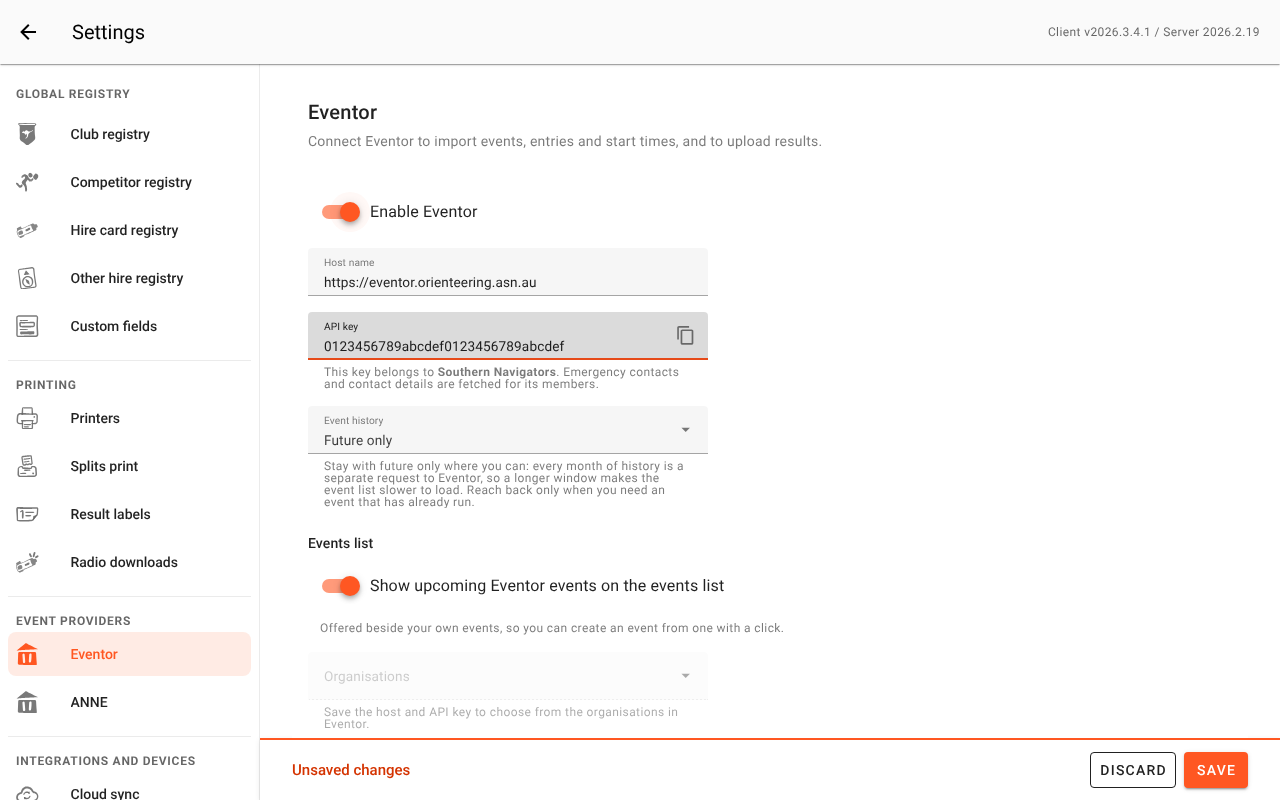 Settings
Client v2026.3.4.1 / Server 2026.2.19
GLOBAL REGISTRY
Club registry
Competitor registry
Hire card registry
Other hire registry
Custom fields
PRINTING
Printers
Splits print
Result labels
Radio downloads
EVENT PROVIDERS
Eventor
ANNE
INTEGRATIONS AND DEVICES
Cloud sync
Eventor
Connect Eventor to import events, entries and start times, and to upload results.
Enable Eventor
Host name
https://eventor.orienteering.asn.au
API key
0123456789abcdef0123456789abcdef
This key belongs to Southern Navigators. Emergency contacts
and contact details are fetched for its members.
Event history
Future only
Stay with future only where you can: every month of history is a
separate request to Eventor, so a longer window makes the
event list slower to load. Reach back only when you need an
event that has already run.
Events list
Show upcoming Eventor events on the events list
Offered beside your own events, so you can create an event from one with a click.
Organisations
Save the host and API key to choose from the organisations in
Eventor.
Unsaved changes
DISCARD
SAVE